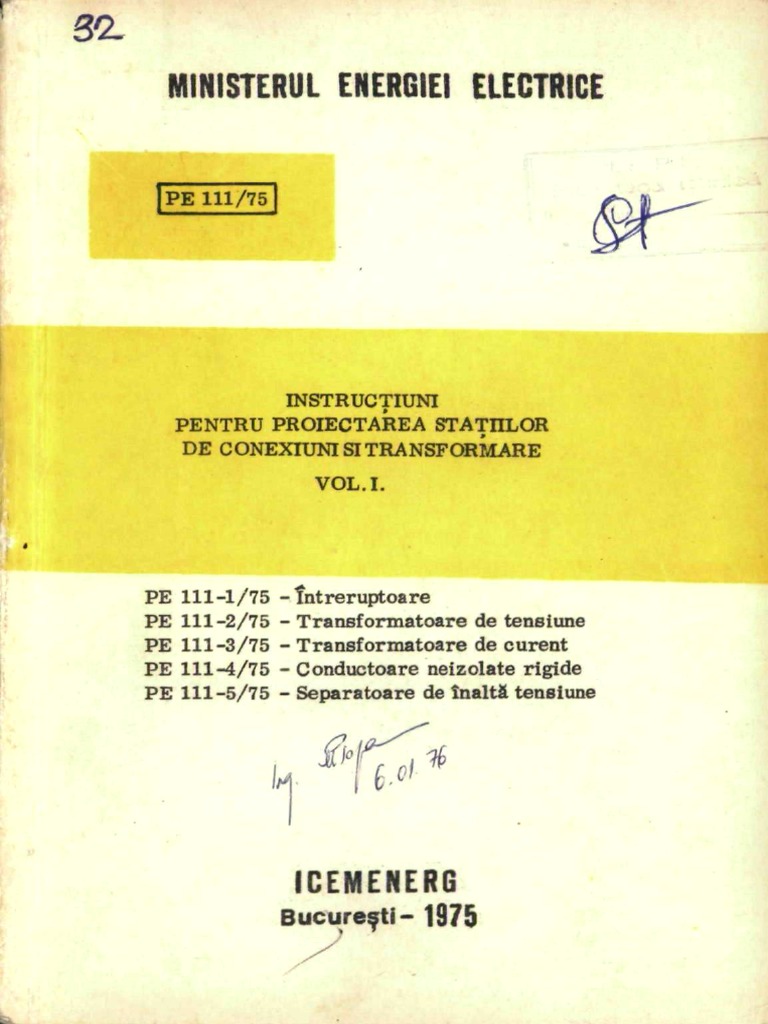 32
MINISTERUL ENERGIEI ELECTRICE
PE 111/75
INSTRUCȚIUNI
PENTRU PROIECTAREA STAȚIILOR
DE CONEXIUNI SI TRANSFORMARE
VOL. I.
PE 111-1/75 - Întreruptoare
PE 111-2/75 - Transformatoare de tensiune
PE 111-3/75 - Transformatoare de curent
PE 111-4/75 - Conductoare neizolate rigide
PE 111-5/75 - Separatoare de înaltă tensiune
Ing.
6.01.76
ICEMENERG
București - 1975